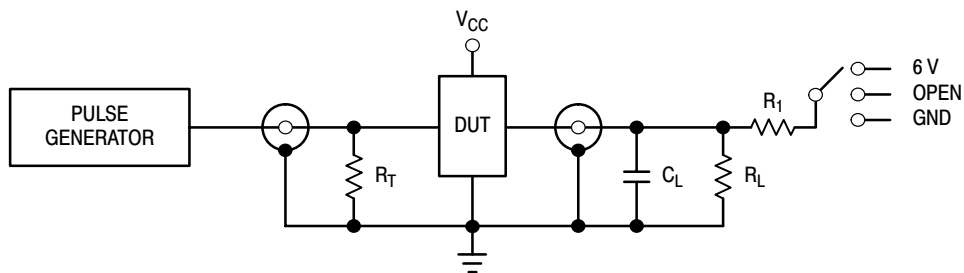 V_CC
6 V
PULSE
GENERATOR
DUT
R_1
OPEN
GND
R_T
C_L
R_L